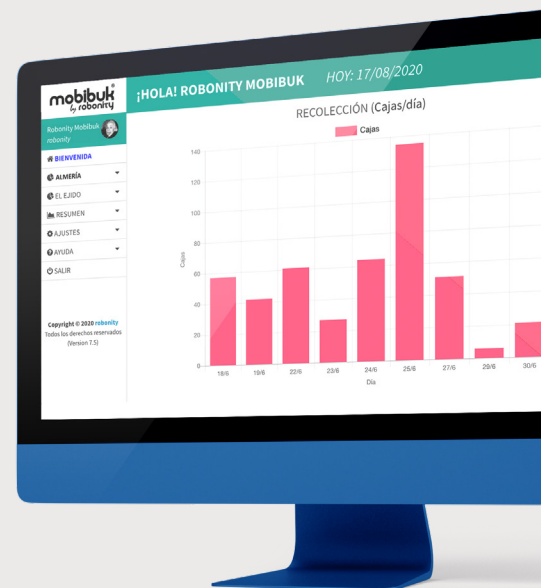 mobibuk
by robonity
¡HOLA! ROBONITY MOBIBUK HOY: 17/08/2020
Robonity Mobibuk
robonity
BIENVENIDA
ALMERÍA
EL EJIDO
RESUMEN
AJUSTES
AYUDA
SALIR
Copyright © 2020 robonity
Todos los derechos reservados
(Version 7.5)
RECOLECCIÓN (Cajas/día)
Cajas
140
120
100
80
60
40
20
0
Cajas
18/6 19/6 22/6 23/6 24/6 25/6 27/6 29/6 30/6
Día